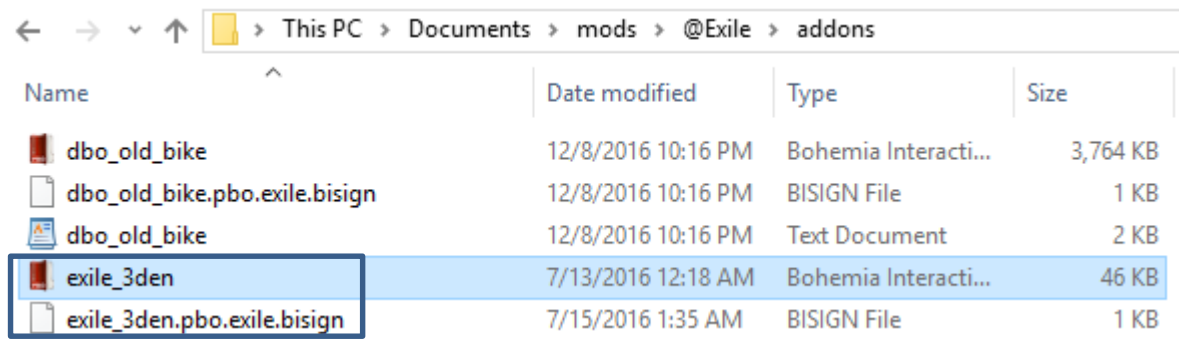 This PC > Documents > mods > @Exile > addons
Name Date modified Type Size
dbo_old_bike 12/8/2016 10:16 PM Bohemia Interacti... 3,764 KB
dbo_old_bike.pbo.exile.bisign 12/8/2016 10:16 PM BISIGN File 1 KB
dbo_old_bike 12/8/2016 10:16 PM Text Document 2 KB
exile_3den 7/13/2016 12:18 AM Bohemia Interacti... 46 KB
exile_3den.pbo.exile.bisign 7/15/2016 1:35 AM BISIGN File 1 KB